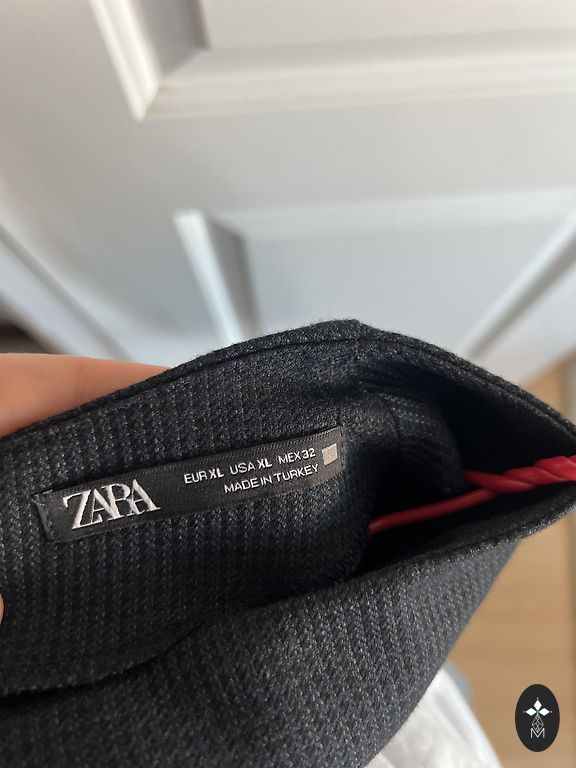 ZARA
EUR XL USA XL MEX 32
MADE IN TURKEY
M